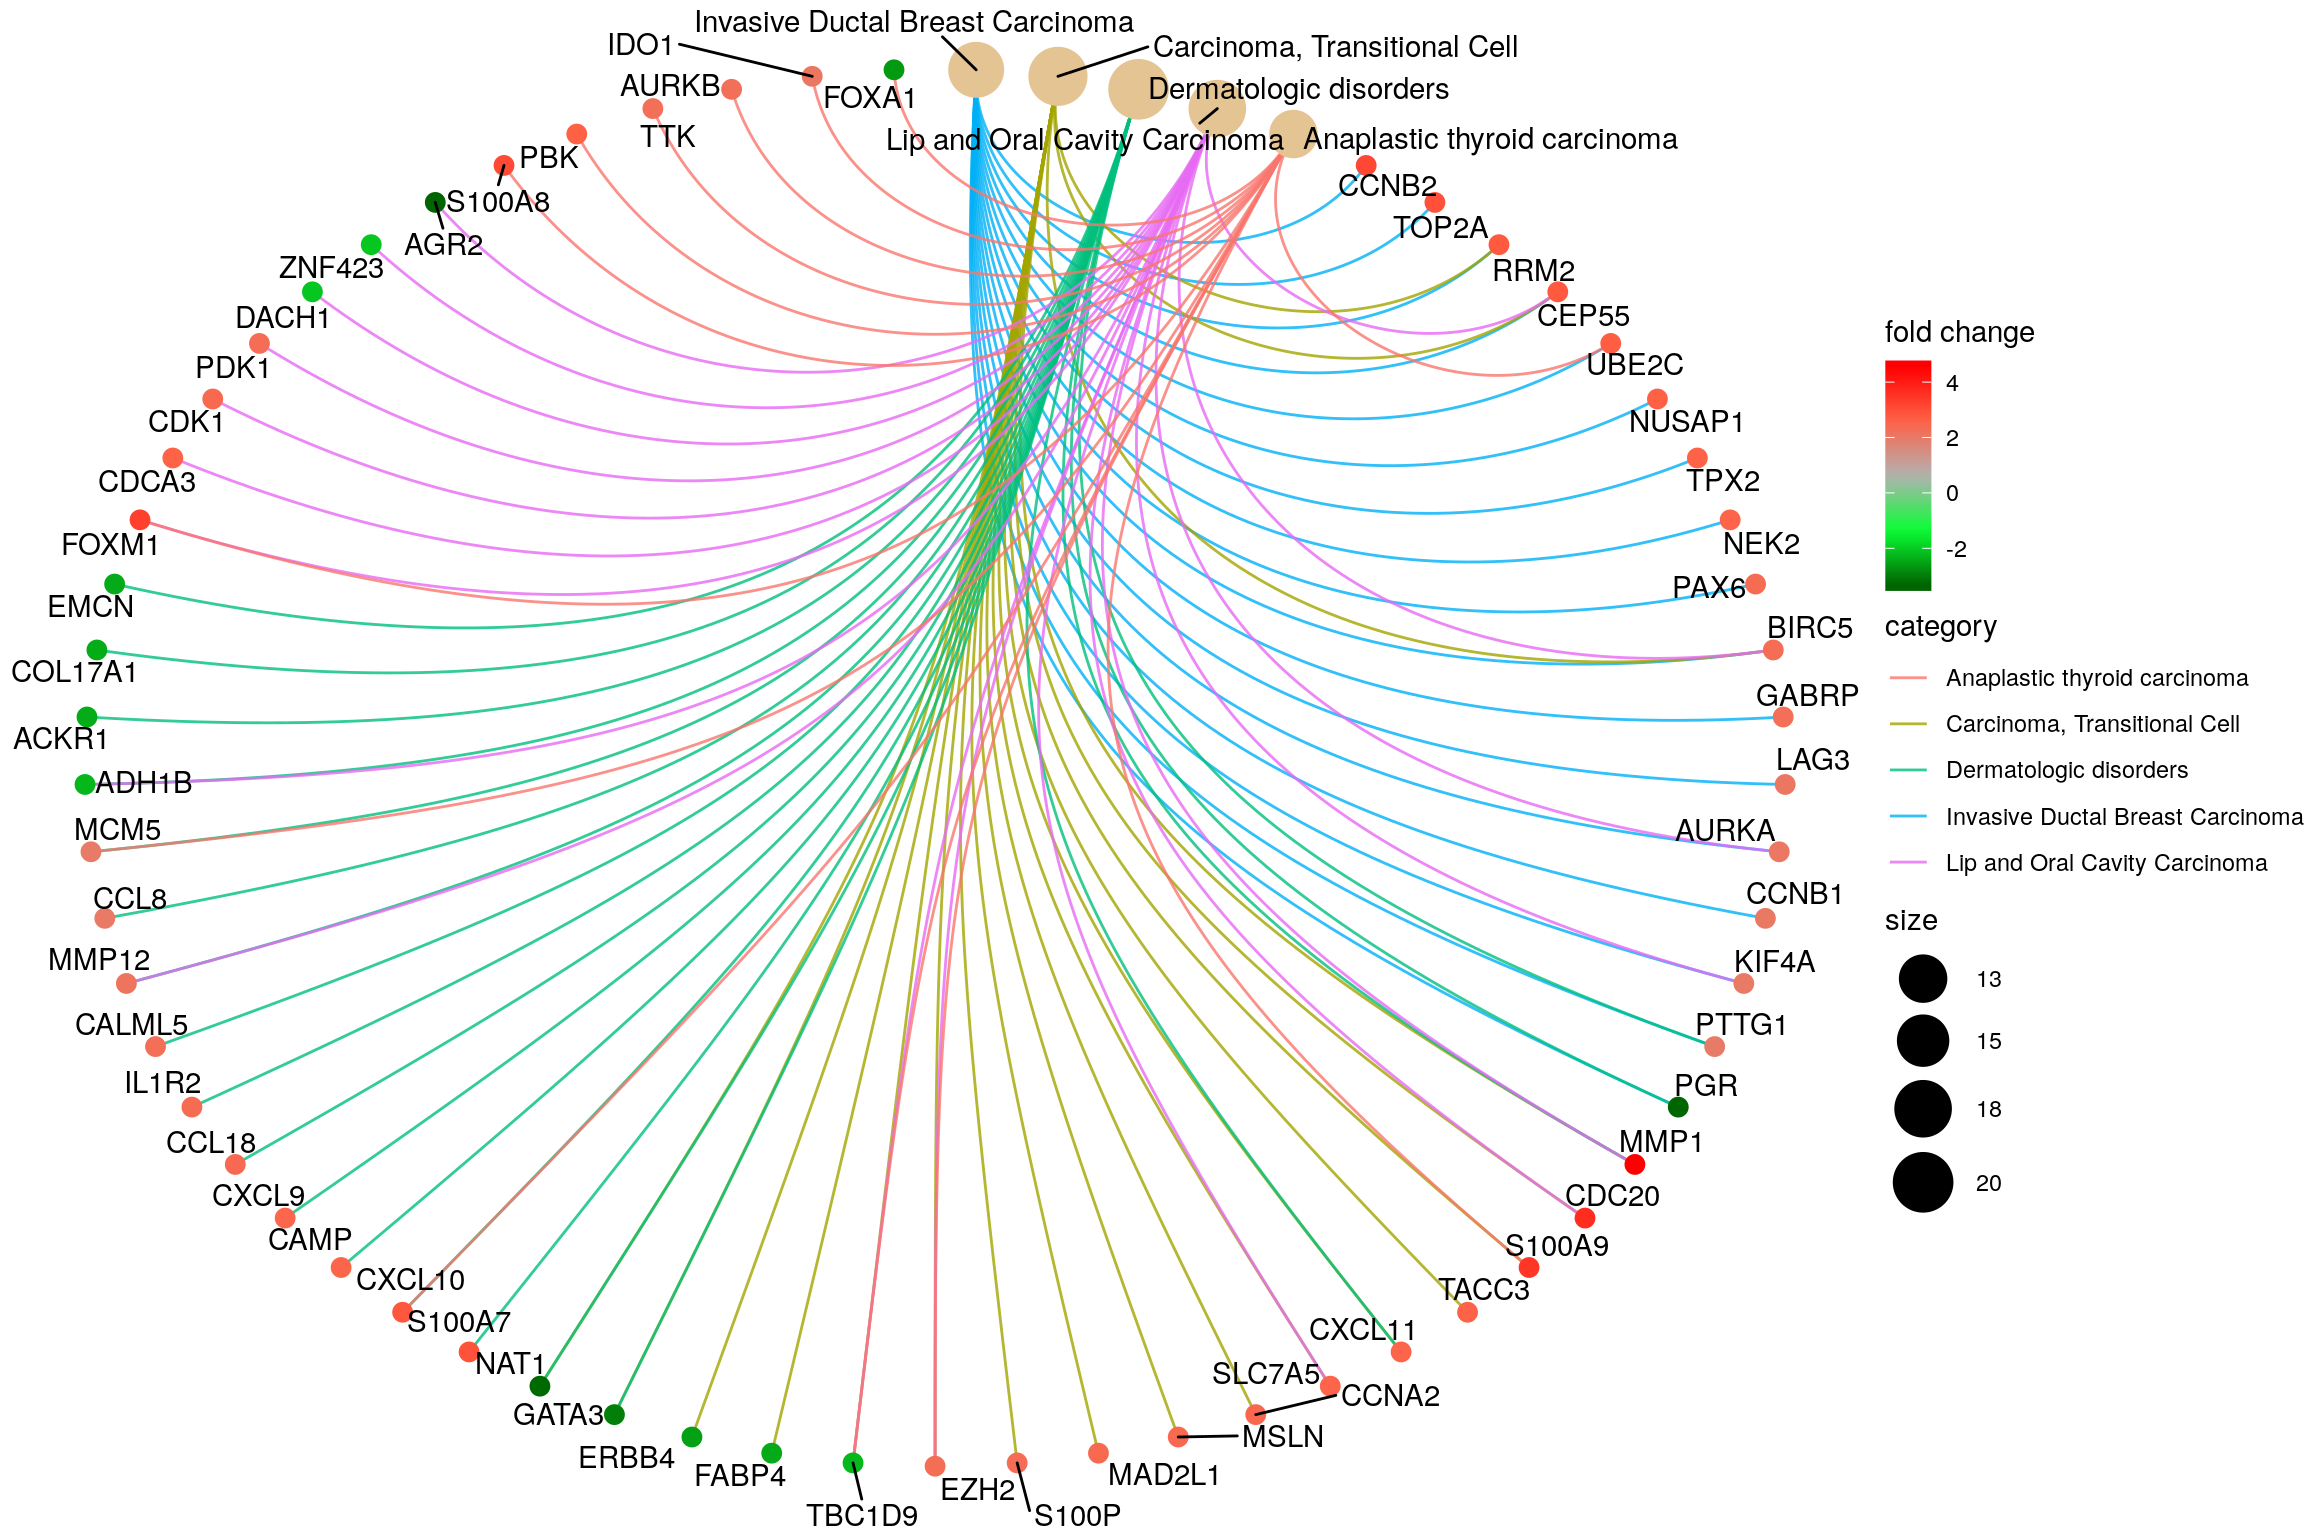 Invasive Ductal Breast Carcinoma
IDO1
Carcinoma, Transitional Cell
AURKB
FOXA1
Dermatologic disorders
TTK
Lip and Oral Cavity Carcinoma
Anaplastic thyroid carcinoma
PBK
CCNB2
S100A8
TOP2A
AGR2
ZNF423
RRM2
DACH1
CEP55
PDK1
UBE2C
CDK1
NUSAP1
CDCA3
TPX2
FOXM1
NEK2
EMCN
PAX6
COL17A1
BIRC5
ACKR1
GABRP
ADH1B
LAG3
MCM5
AURKA
CCL8
CCNB1
MMP12
KIF4A
CALML5
PTTG1
IL1R2
PGR
CCL18
MMP1
CXCL9
CDC20
CAMP
S100A9
CXCL10
TACC3
S100A7
CXCL11
NAT1
SLC7A5
CCNA2
GATA3
MSLN
ERBB4
FABP4
MAD2L1
EZH2
TBC1D9
S100P
fold change
4
2
0
-2
category
Anaplastic thyroid carcinoma
Carcinoma, Transitional Cell
Dermatologic disorders
Invasive Ductal Breast Carcinoma
Lip and Oral Cavity Carcinoma
size
13
15
18
20